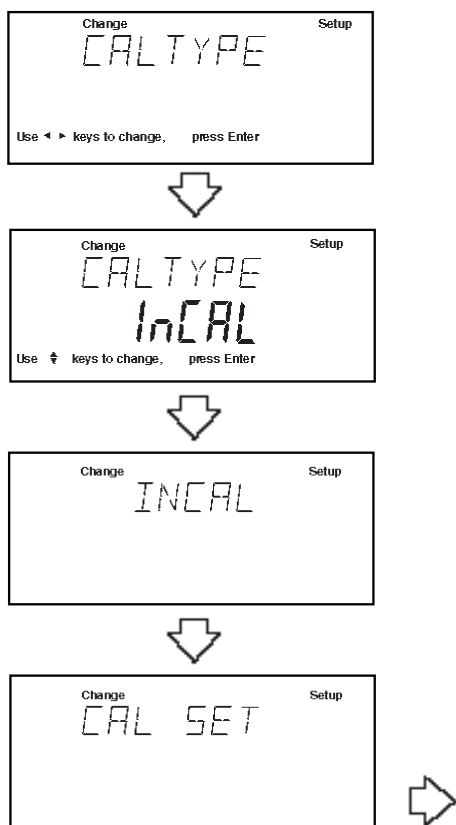 Change Setup
CALTYPE
Use ◄ ► keys to change, press Enter
Change Setup
CALTYPE
InCAL
Use ▲▼ keys to change, press Enter
Change Setup
INCAL
Change Setup
CAL SET